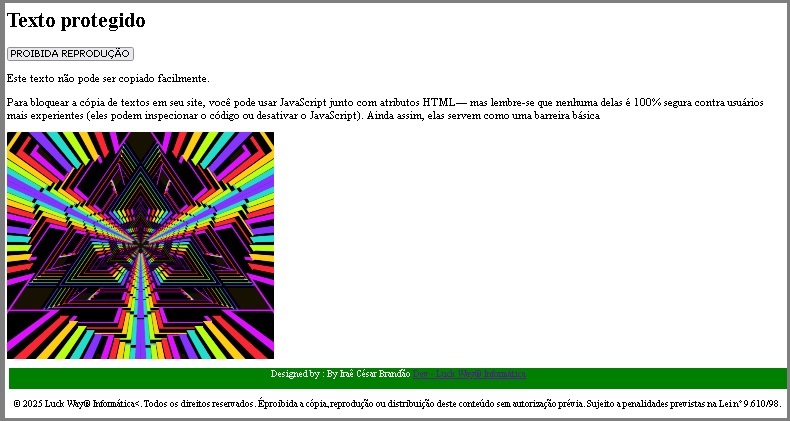 Texto protegido
PROIBIDA REPRODUÇÃO
Este texto não pode ser copiado facilmente.
Para bloquear a cópia de textos em seu site, você pode usar JavaScript junto com atributos HTML— mas lembre-se que nenhuma delas é 100% segura contra usuários
mais experientes (eles podem inspecionar o código ou desativar o JavaScript). Ainda assim, elas servem como uma barreira básica
Designed by : By Iraê César Brandão Dev - Luck Way® Informática
© 2025 Luck Way® Informática<. Todos os direitos reservados. Éproibida a cópia,reprodução ou distribuição deste conteúdo sem autorização prévia. Sujeito a penalidades previstas na Lei nº 9.610/98.